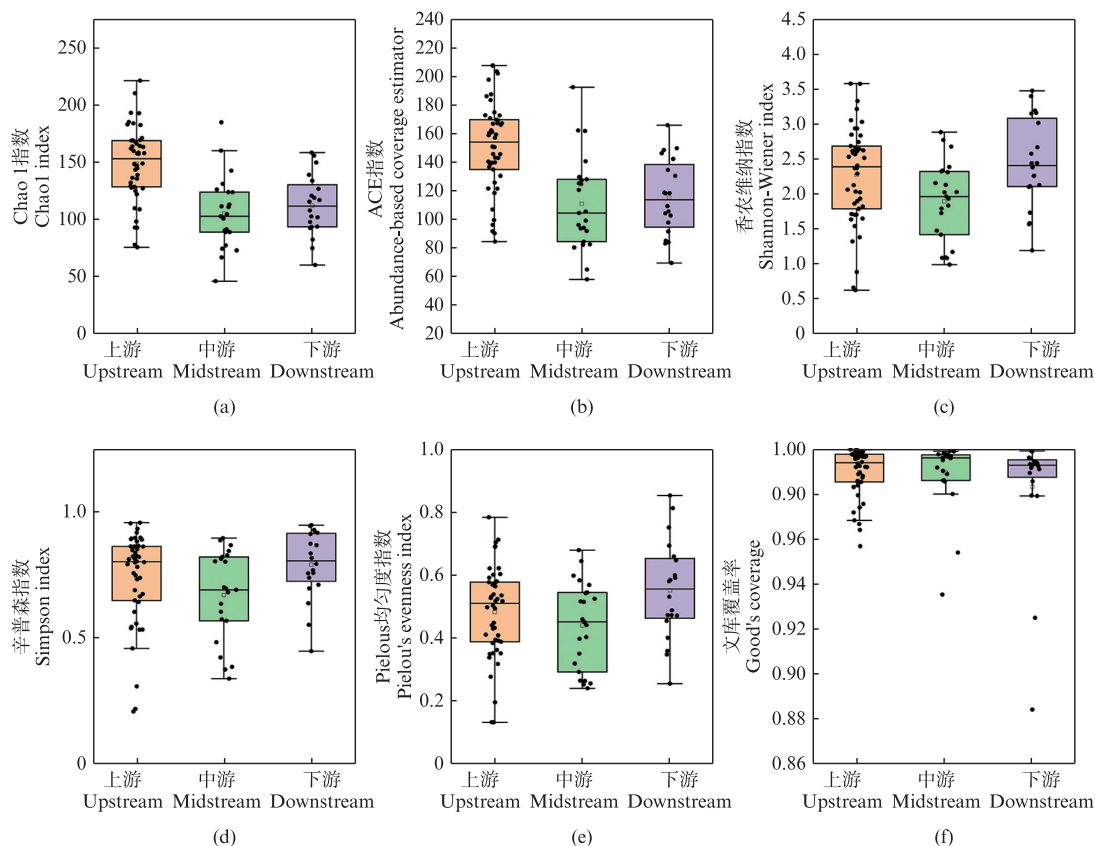 Chao 1指数
Chao1 index
250
200
150
100
50
0
上游
Upstream
中游
Midstream
下游
Downstream
(a)
ACE指数
Abundance-based coverage estimator
240
220
200
180
160
140
120
100
80
60
40
20
上游
Upstream
中游
Midstream
下游
Downstream
(b)
香农维纳指数
Shannon-Wiener index
4.5
4.0
3.5
3.0
2.5
2.0
1.5
1.0
0.5
0
上游
Upstream
中游
Midstream
下游
Downstream
(c)
辛普森指数
Simpson index
1.0
0.5
0
上游
Upstream
中游
Midstream
下游
Downstream
(d)
Pielous均匀度指数
Pielou's evenness index
1.0
0.8
0.6
0.4
0.2
0
上游
Upstream
中游
Midstream
下游
Downstream
(e)
文库覆盖率
Good's coverage
1.00
0.90
0.96
0.94
0.92
0.90
0.88
0.86
上游
Upstream
中游
Midstream
下游
Downstream
(f)